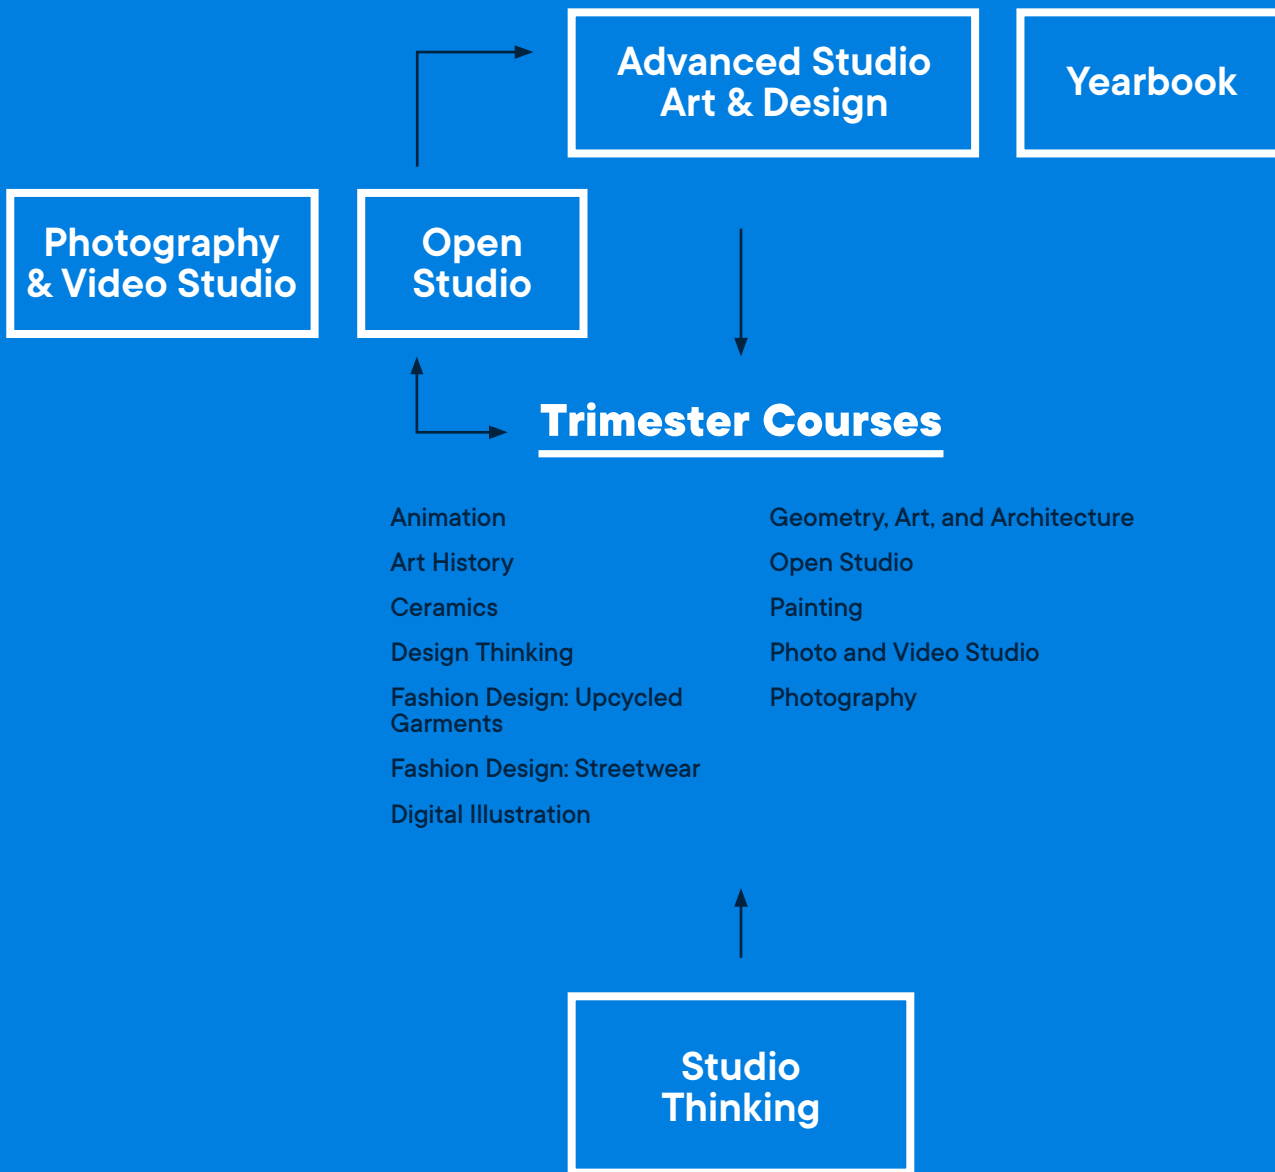 Advanced Studio
Art & Design
Yearbook
Photography
& Video Studio
Open
Studio
Trimester Courses
Animation
Art History
Ceramics
Design Thinking
Fashion Design: Upcycled
Garments
Fashion Design: Streetwear
Digital Illustration
Geometry, Art, and Architecture
Open Studio
Painting
Photo and Video Studio
Photography
Studio
Thinking